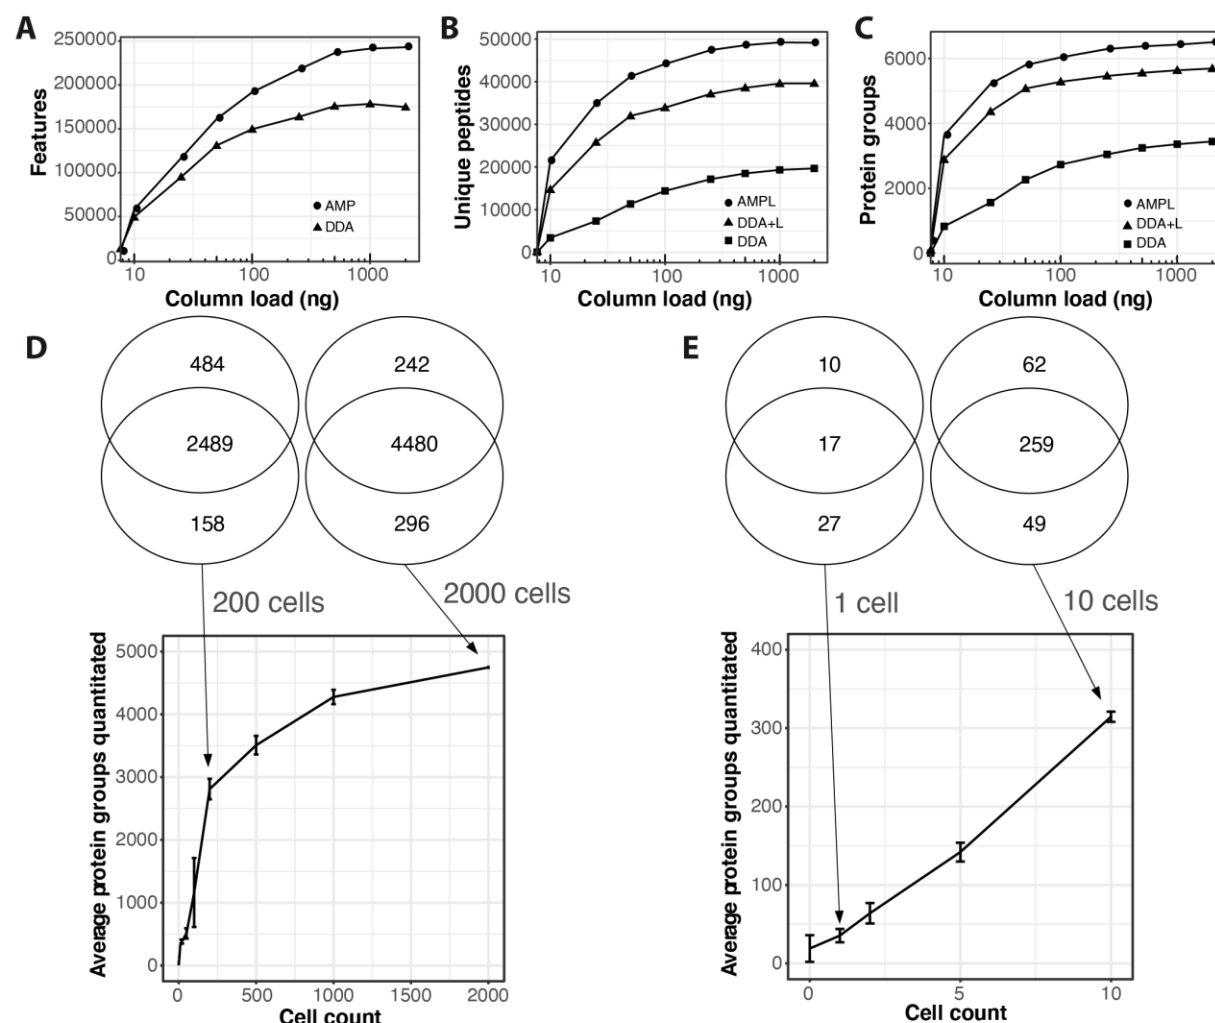 A
Features
250000
200000
150000
100000
50000
0
AMP
DDA
10
100
1000
Column load (ng)
B
Unique peptides
50000
40000
30000
20000
10000
0
AMPL
DDA+L
DDA
10
100
1000
Column load (ng)
C
Protein groups
6000
4000
2000
0
AMPL
DDA+L
DDA
10
100
1000
Column load (ng)
D
484
2489
158
242
4480
296
200 cells
2000 cells
Average protein groups quantitated
5000
4000
3000
2000
1000
0
0
500
1000
1500
2000
Cell count
E
10
17
27
62
259
49
1 cell
10 cells
Average protein groups quantitated
400
300
200
100
0
0
5
10
Cell count